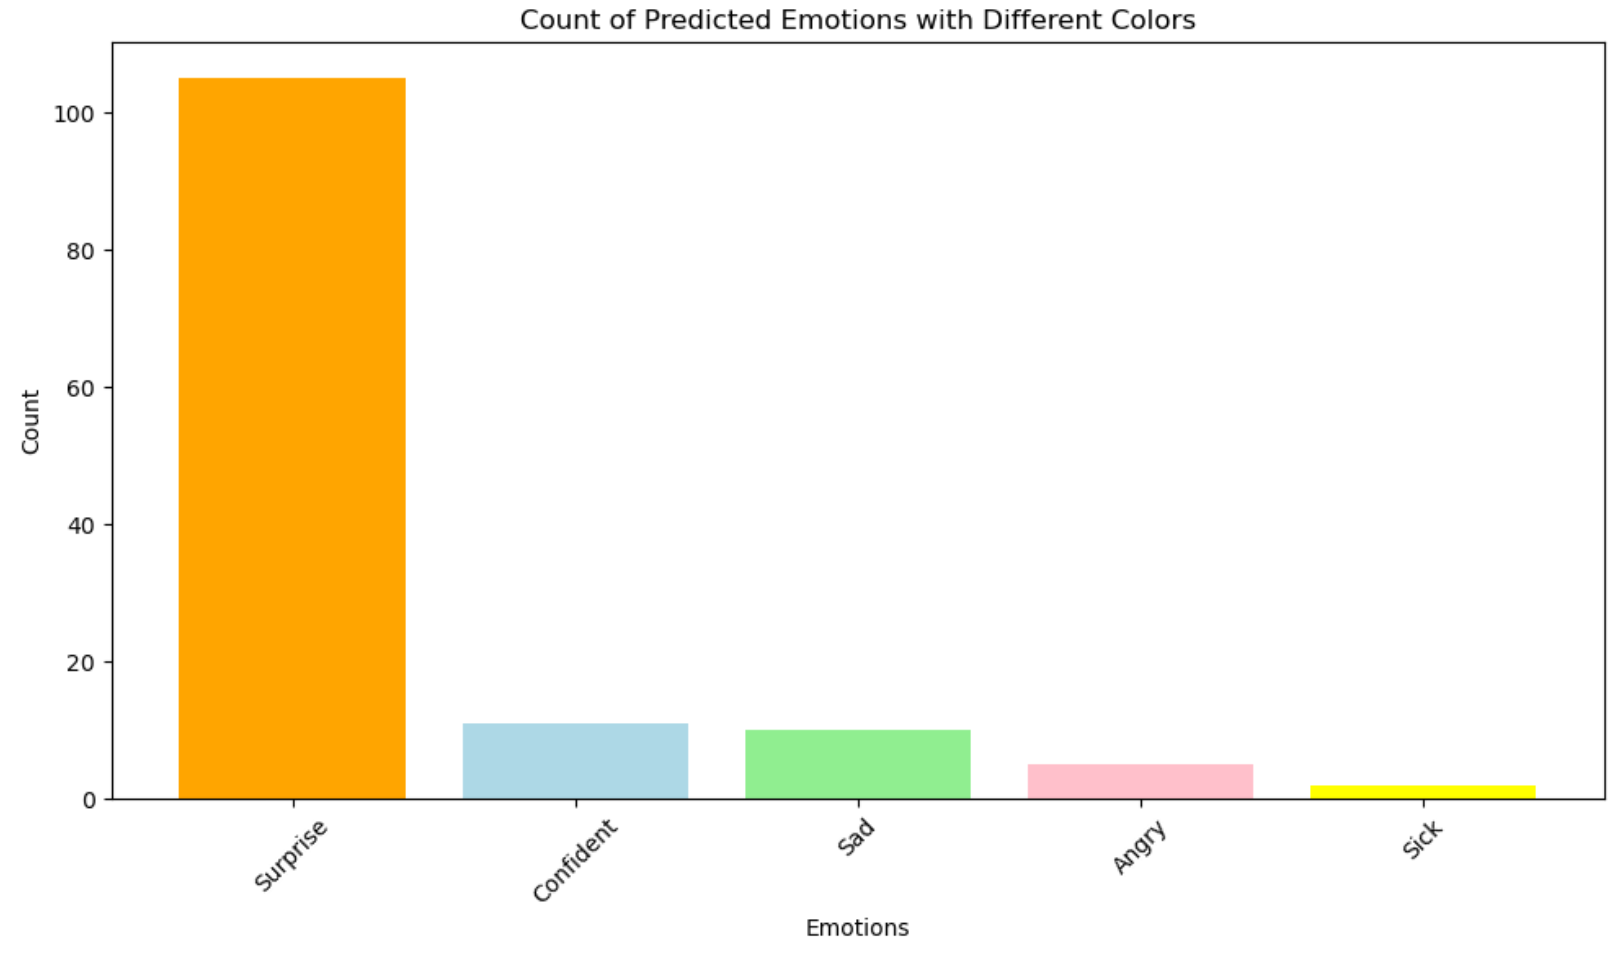 Count of Predicted Emotions with Different Colors
100
80
60
40
20
0
Count
Surprise
Confident
Sad
Angry
Sick
Emotions